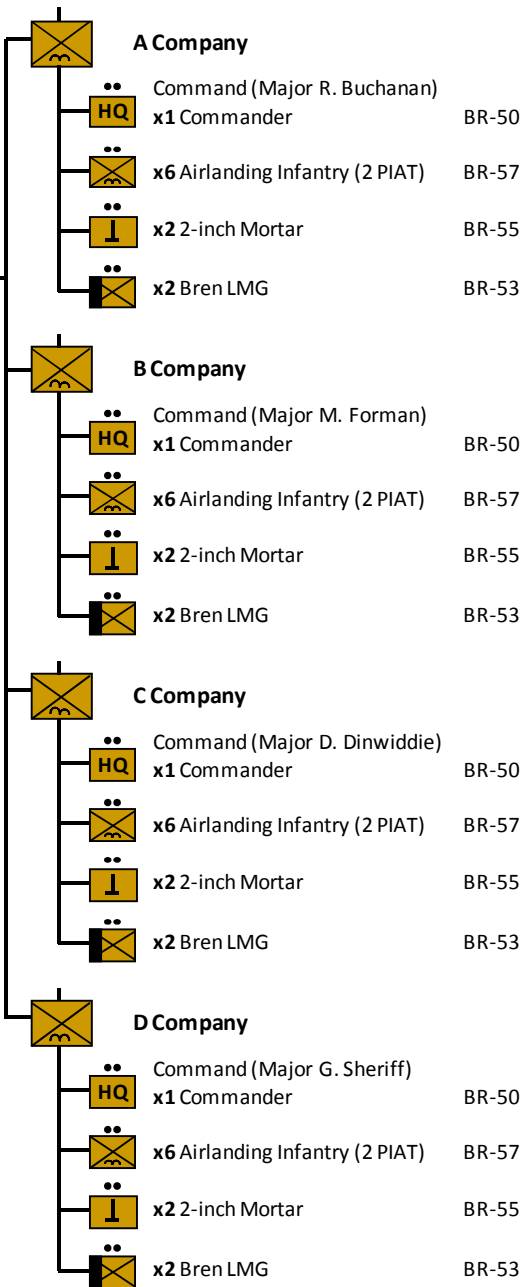 A Company
Command (Major R. Buchanan)
HQ x1 Commander BR-50
x6 Airlanding Infantry (2 PIAT) BR-57
x2 2-inch Mortar BR-55
x2 Bren LMG BR-53
B Company
Command (Major M. Forman)
HQ x1 Commander BR-50
x6 Airlanding Infantry (2 PIAT) BR-57
x2 2-inch Mortar BR-55
x2 Bren LMG BR-53
C Company
Command (Major D. Dinwiddie)
HQ x1 Commander BR-50
x6 Airlanding Infantry (2 PIAT) BR-57
x2 2-inch Mortar BR-55
x2 Bren LMG BR-53
D Company
Command (Major G. Sheriff)
HQ x1 Commander BR-50
x6 Airlanding Infantry (2 PIAT) BR-57
x2 2-inch Mortar BR-55
x2 Bren LMG BR-53